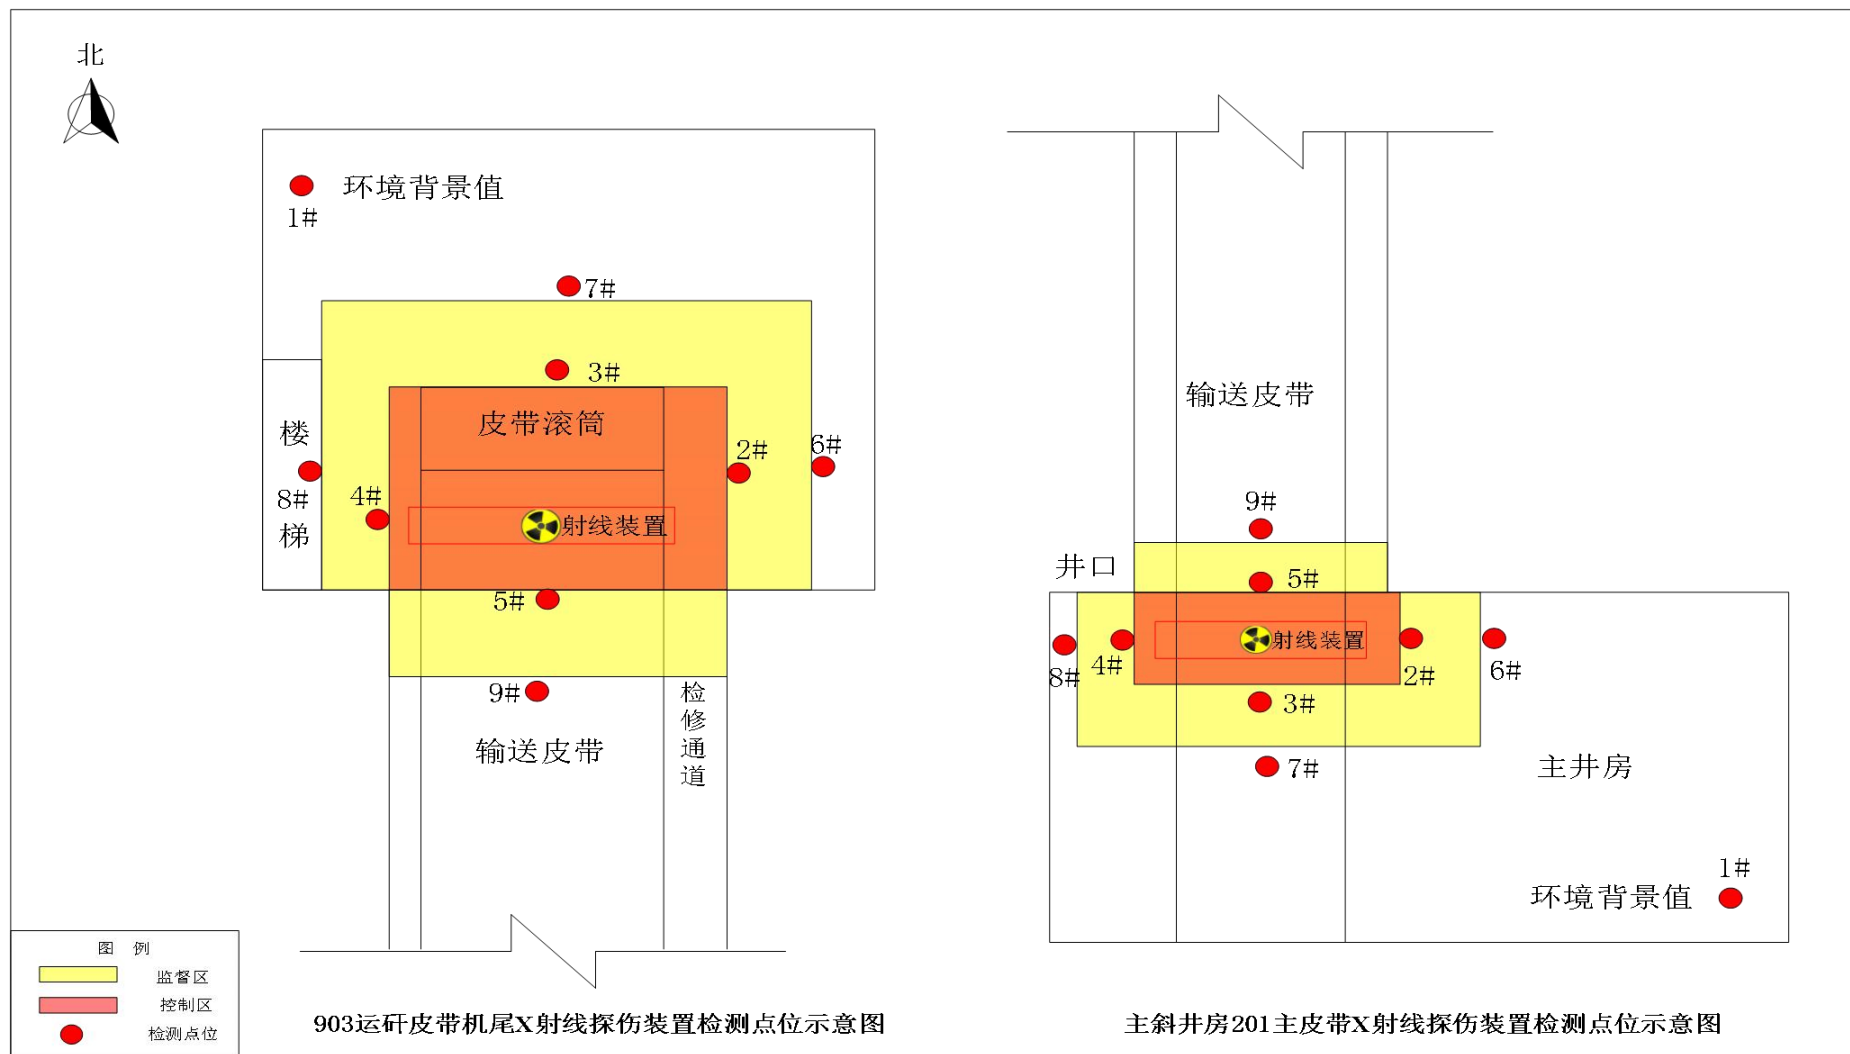 北
环境背景值
1#
7#
3#
皮带滚筒
楼
梯
2#
6#
8#
4#
射线装置
5#
9#
输送皮带
检修通道
903运矸皮带机尾X射线探伤装置检测点位示意图
输送皮带
9#
井口
5#
射线装置
8#
4#
2#
6#
3#
7#
主井房
1#
环境背景值
主斜井房201主皮带X射线探伤装置检测点位示意图
图 例
监督区
控制区
检测点位